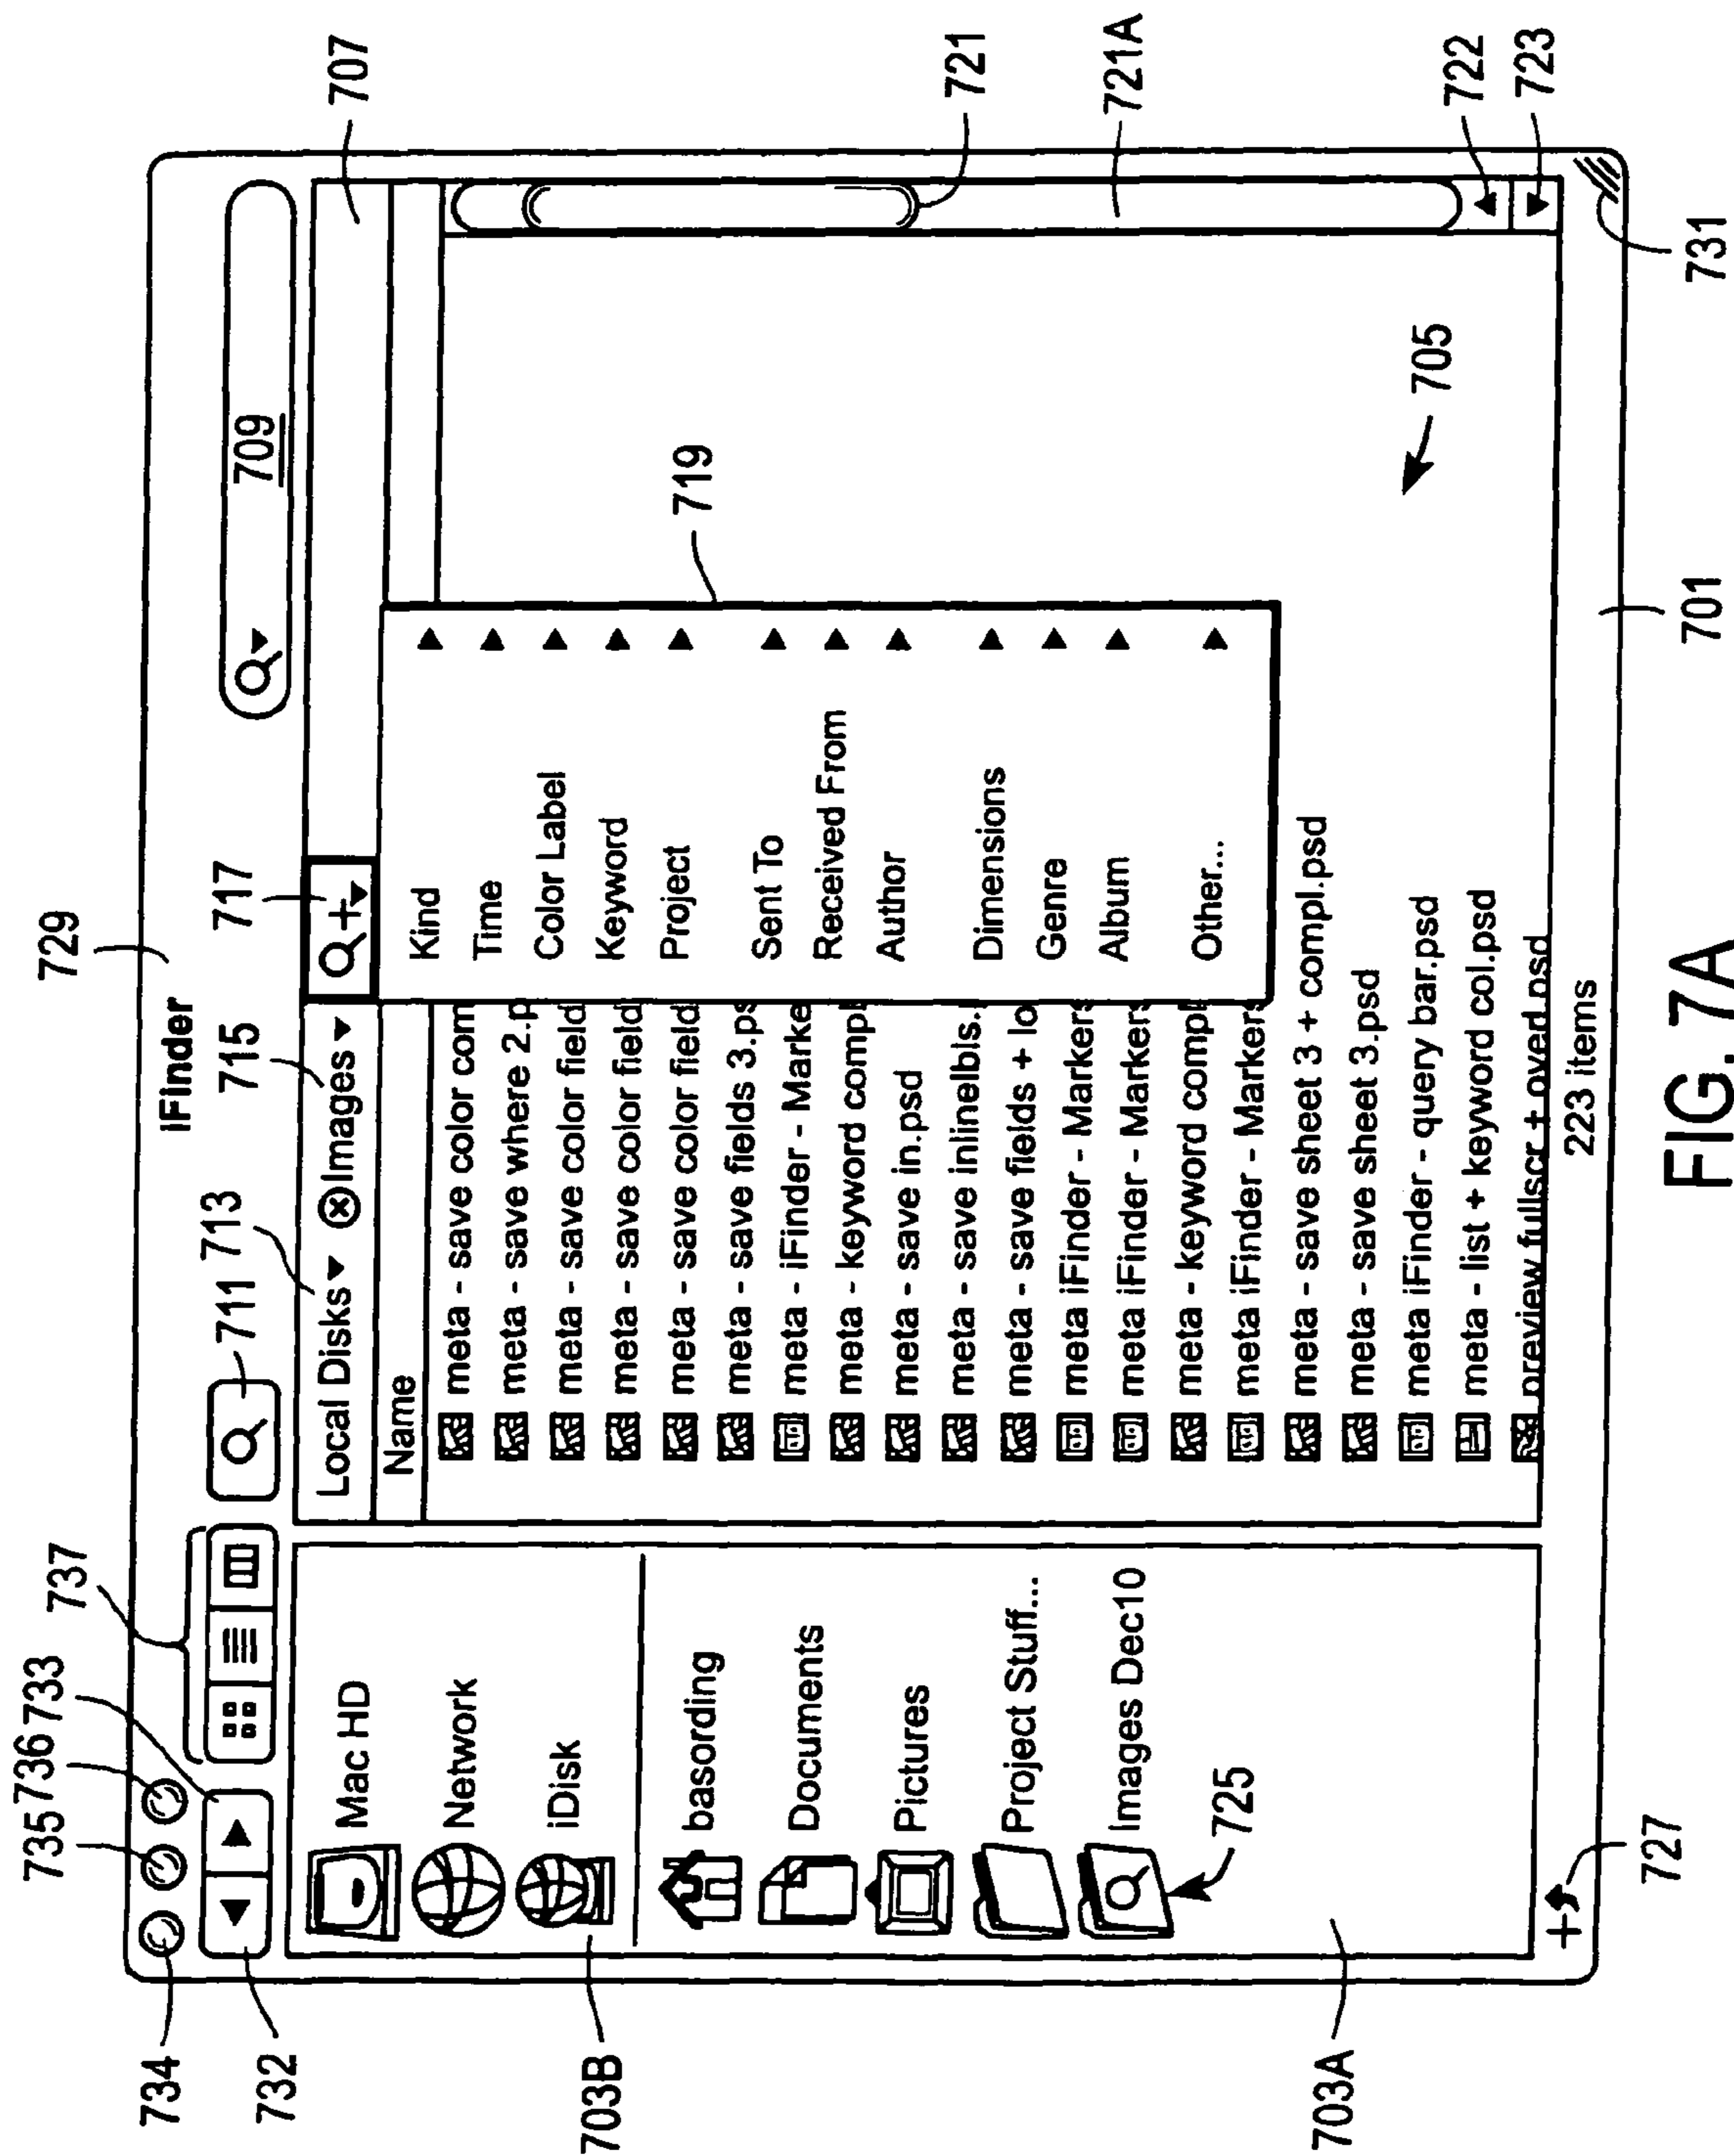 729
iFinder
735 736 733
737
711 713
715
717
709
707
734
732
Local Disks Images
Name
Mac HD
Network
iDisk
basording
Documents
Pictures
Project Stuff...
Images Dec10
703B
725
703A
727
meta - save color com
meta - save where 2.p
meta - save color field
meta - save color field
meta - save color field
meta - save fields 3.ps
meta - iFinder - Marke
meta - keyword compl
meta - save in.psd
meta - save inlinelbls.
meta - save fields + lo
meta iFinder - Markers
meta iFinder - Markers
meta - keyword compl
meta iFinder - Markers
meta - save sheet 3 + compl.psd
meta - save sheet 3.psd
meta iFinder - query bar.psd
meta - list + keyword col.psd
preview fullscr + oved.psd
Kind
Time
Color Label
Keyword
Project
Sent To
Received From
Author
Dimensions
Genre
Album
Other...
719
705
721
721A
722
723
731
223 items
701
FIG. 7A